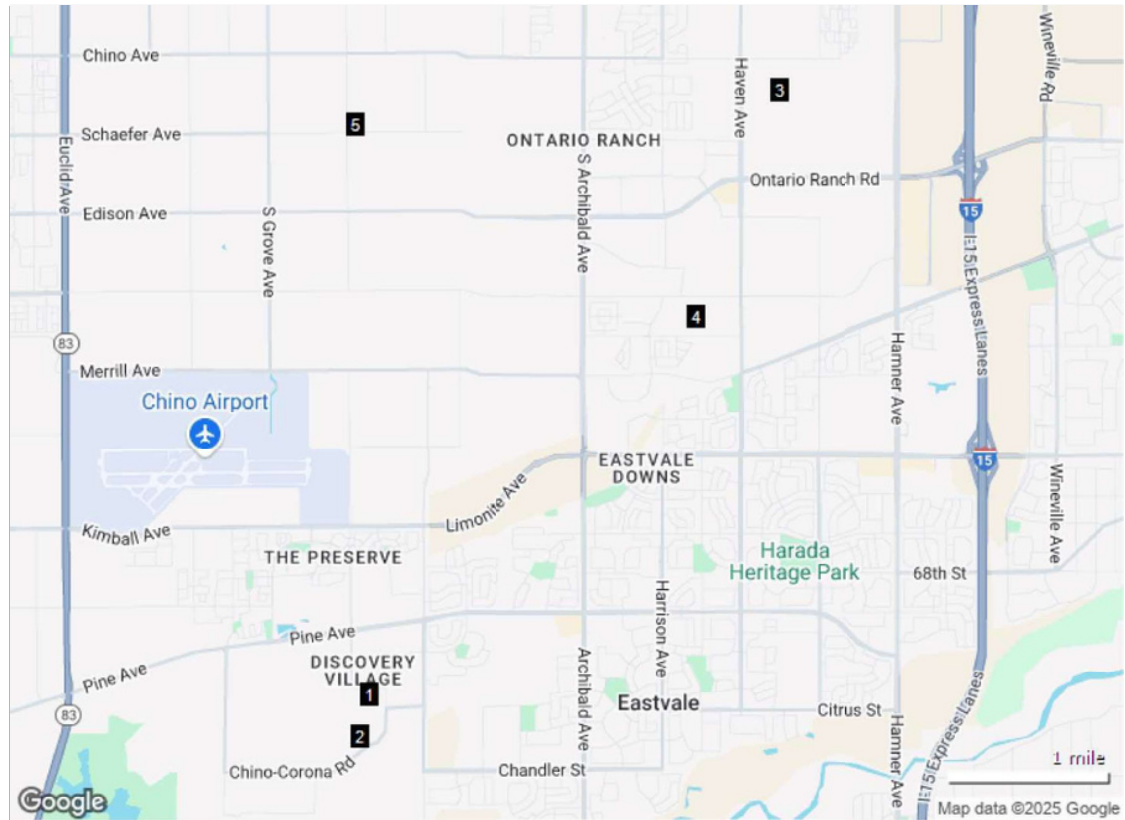 Chino Ave
Wineville Rd
3
Haven Ave
5
Schaefer Ave
ONTARIO RANCH
Euclid Ave
S Archibald Ave
Ontario Ranch Rd
Edison Ave
S Grove Ave
15
I-15 Express Lanes
4
83
Merrill Ave
Hamner Ave
Chino Airport
EASTVALE
DOWNS
15
Limonite Ave
Wineville Ave
Kimball Ave
THE PRESERVE
Harada
Heritage Park
68th St
Harrison Ave
Pine Ave
DISCOVERY
VILLAGE
Pine Ave
1
Archibald Ave
Eastvale
Citrus St
83
2
Hamner Ave
I-15 Express Lanes
Chino-Corona Rd
Chandler St
1 mile
Google
Map data ©2025 Google